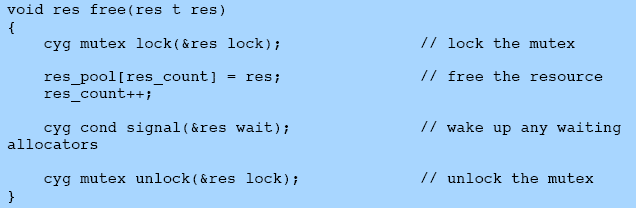 void res free(res t res)
{
    cyg mutex lock(&res lock);                // lock the mutex
    res_pool[res_count] = res;                // free the resource
    res_count++;
    cyg cond signal(&res wait);               // wake up any waiting
allocators
    cyg mutex unlock(&res lock);              // unlock the mutex
}